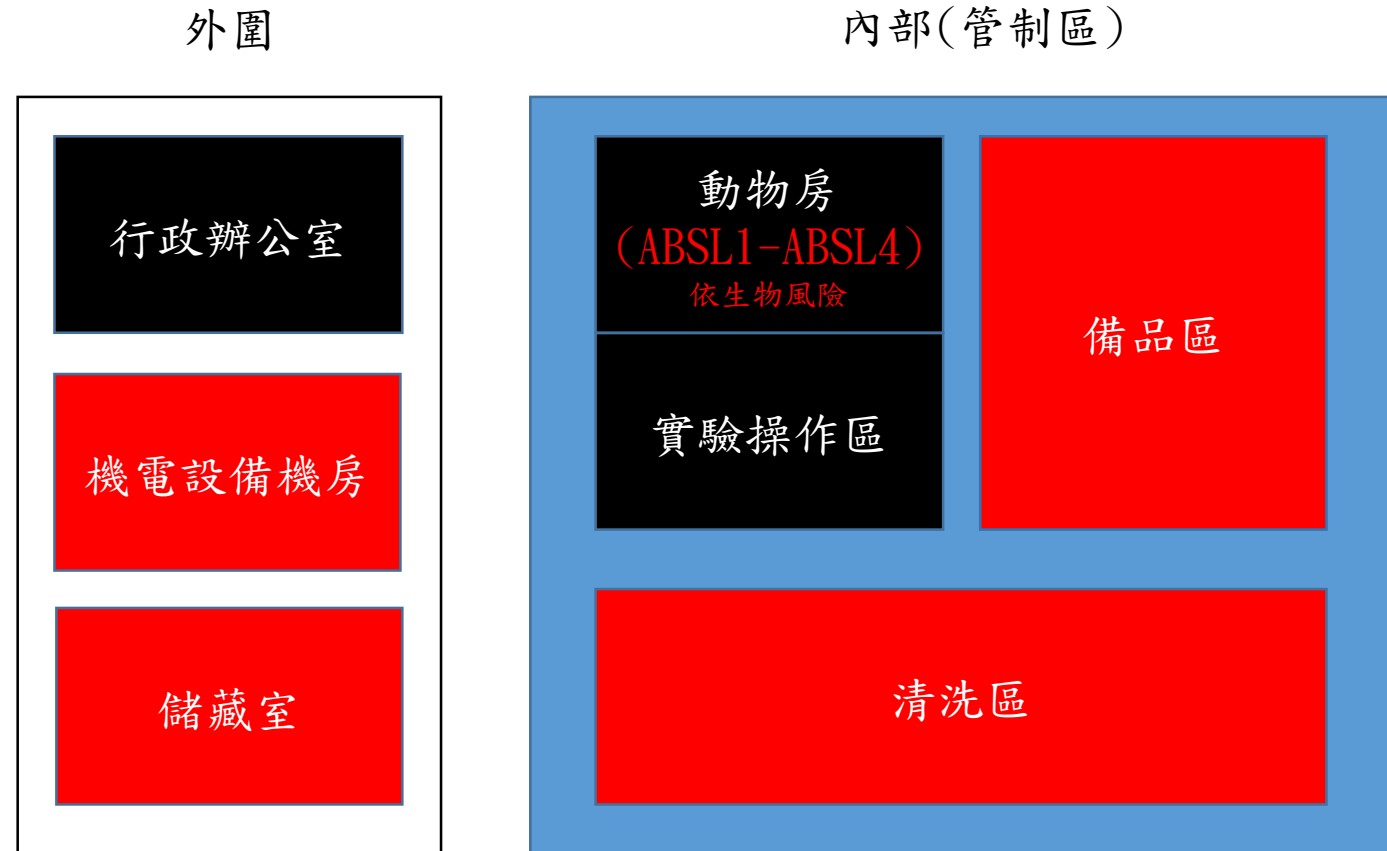 外圍
行政辦公室
機電設備機房
儲藏室
內部(管制區)
動物房
(ABSL1-ABSL4)
依生物風險
實驗操作區
備品區
清洗區